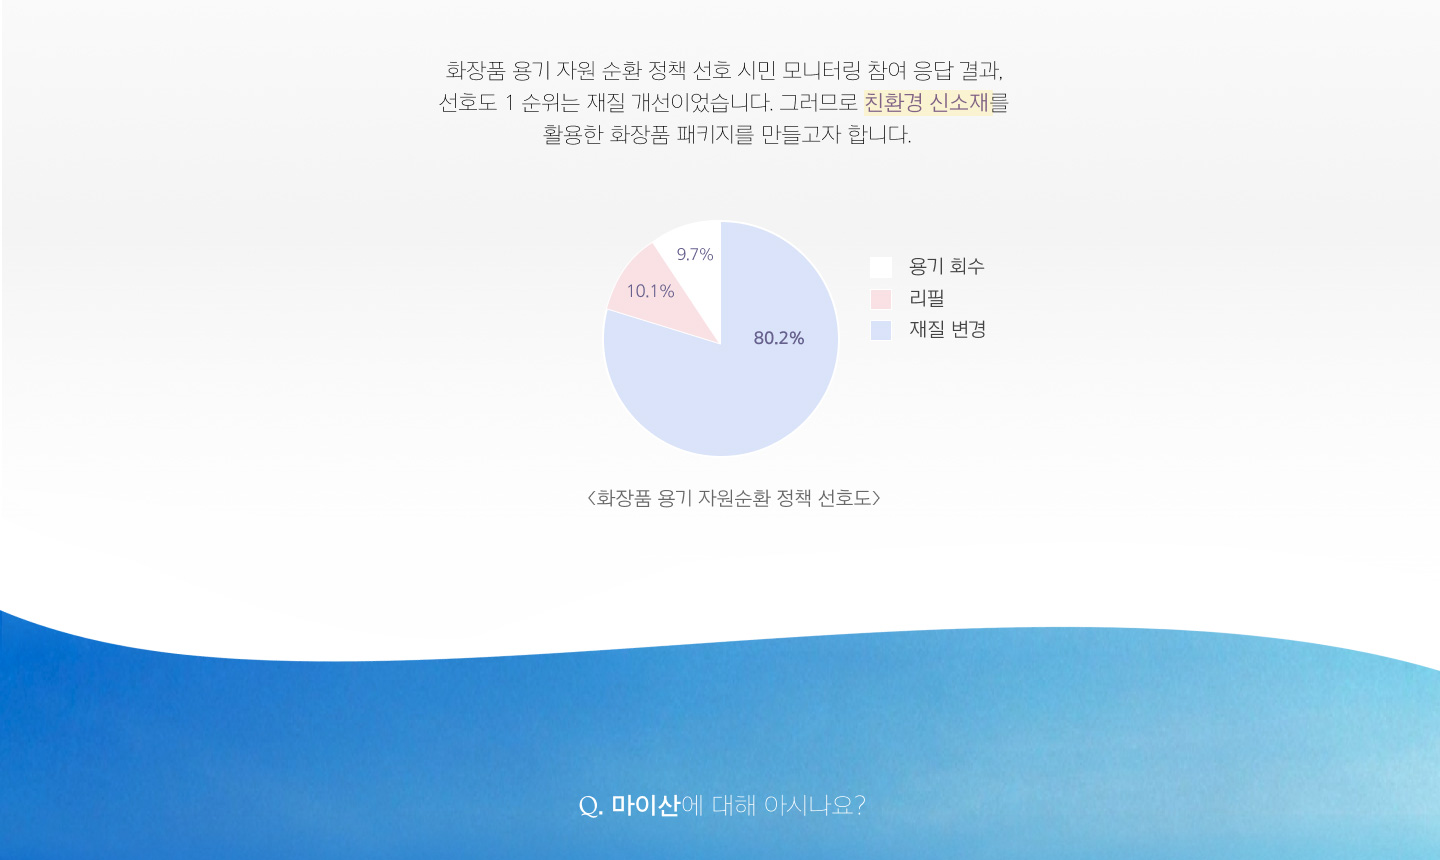 화장품 용기 자원 순환 정책 선호 시민 모니터링 참여 응답 결과,
선호도 1 순위는 재질 개선이었습니다. 그러므로 친환경 신소재를
활용한 화장품 패키지를 만들고자 합니다.
9.7%
10.1%
80.2%
용기 회수
리필
재질 변경
<화장품 용기 자원순환 정책 선호도>
Q. 마이산에 대해 아시나요?